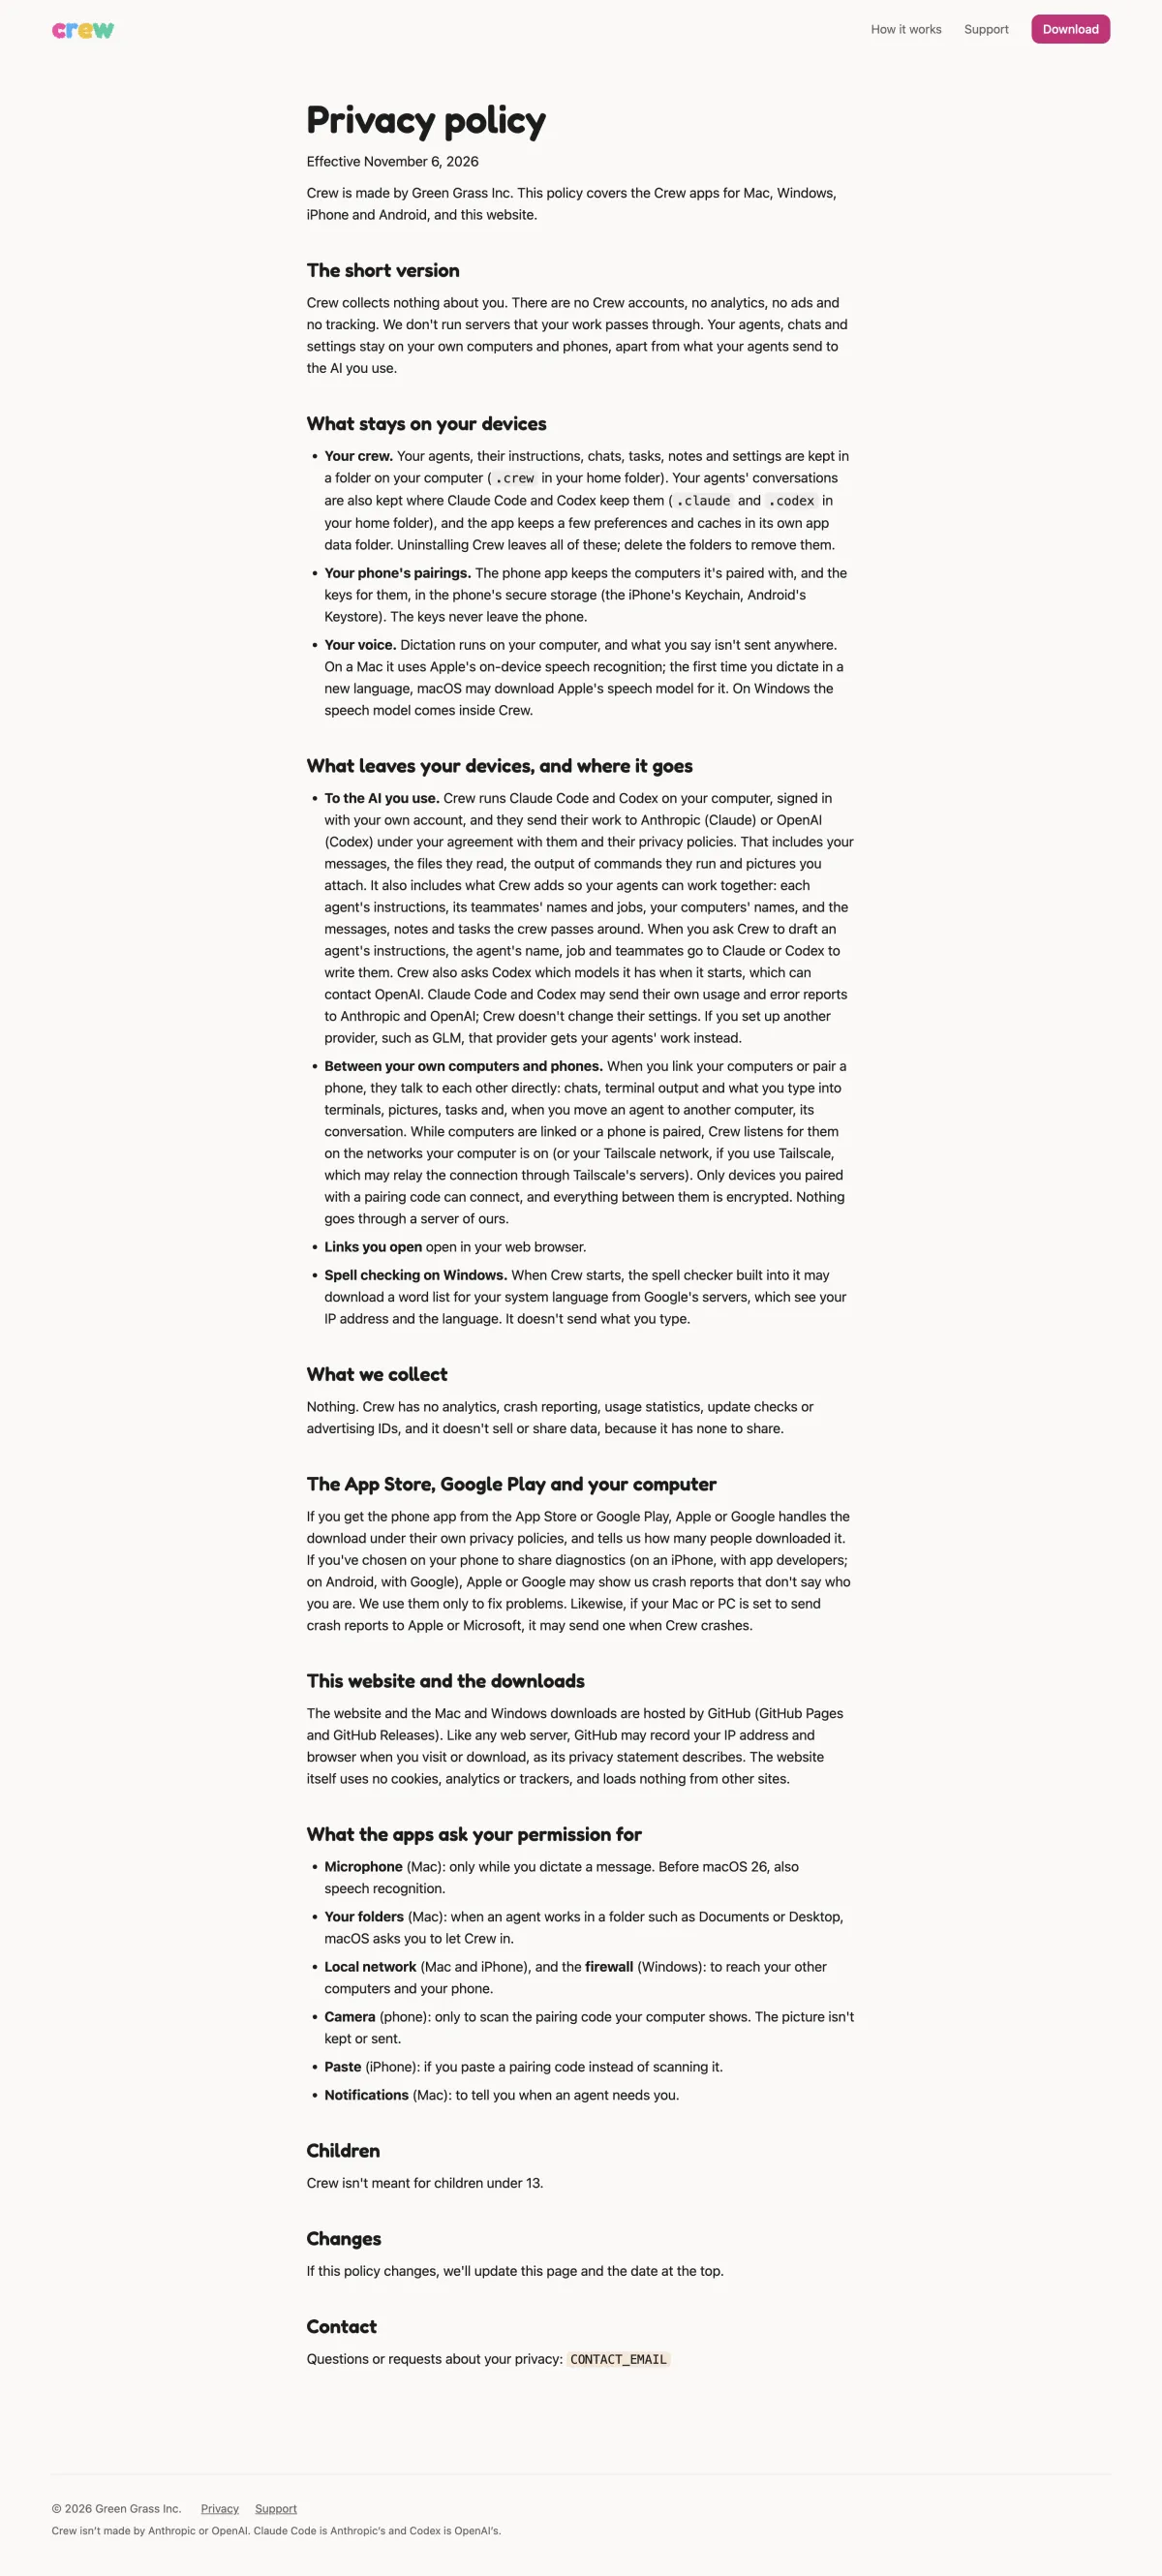 crew
How it works
Support
Download
Privacy policy
Effective November 6, 2026
Crew is made by Green Grass Inc. This policy covers the Crew apps for Mac, Windows,
iPhone and Android, and this website.
The short version
Crew collects nothing about you. There are no Crew accounts, no analytics, no ads and
no tracking. We don't run servers that your work passes through. Your agents, chats and
settings stay on your own computers and phones, apart from what your agents send to
the AI you use.
What stays on your devices
• Your crew. Your agents, their instructions, chats, tasks, notes and settings are kept in
a folder on your computer (.crew in your home folder). Your agents' conversations
are also kept where Claude Code and Codex keep them (.claude and .codex in
your home folder), and the app keeps a few preferences and caches in its own app
data folder. Uninstalling Crew leaves all of these; delete the folders to remove them.
• Your phone's pairings. The phone app keeps the computers it's paired with, and the
keys for them, in the phone's secure storage (the iPhone's Keychain, Android's
Keystore). The keys never leave the phone.
• Your voice. Dictation runs on your computer, and what you say isn't sent anywhere.
On a Mac it uses Apple's on-device speech recognition; the first time you dictate in a
new language, macOS may download Apple's speech model for it. On Windows the
speech model comes inside Crew.
What leaves your devices, and where it goes
• To the AI you use. Crew runs Claude Code and Codex on your computer, signed in
with your own account, and they send their work to Anthropic (Claude) or OpenAI
(Codex) under your agreement with them and their privacy policies. That includes your
messages, the files they read, the output of commands they run and pictures you
attach. It also includes what Crew adds so your agents can work together: each
agent's instructions, its teammates' names and jobs, your computers' names, and the
messages, notes and tasks the crew passes around. When you ask Crew to draft an
agent's instructions, the agent's name, job and teammates go to Claude or Codex to
write them. Crew also asks Codex which models it has when it starts, which can
contact OpenAI. Claude Code and Codex may send their own usage and error reports
to Anthropic and OpenAI; Crew doesn't change their settings. If you set up another
provider, such as GLM, that provider gets your agents' work instead.
• Between your own computers and phones. When you link your computers or pair a
phone, they talk to each other directly: chats, terminal output and what you type into
terminals, pictures, tasks and, when you move an agent to another computer, its
conversation. While computers are linked or a phone is paired, Crew listens for them
on the networks your computer is on (or your Tailscale network, if you use Tailscale,
which may relay the connection through Tailscale's servers). Only devices you paired
with a pairing code can connect, and everything between them is encrypted. Nothing
goes through a server of ours.
• Links you open open in your web browser.
• Spell checking on Windows. When Crew starts, the spell checker built into it may
download a word list for your system language from Google's servers, which see your
IP address and the language. It doesn't send what you type.
What we collect
Nothing. Crew has no analytics, crash reporting, usage statistics, update checks or
advertising IDs, and it doesn't sell or share data, because it has none to share.
The App Store, Google Play and your computer
If you get the phone app from the App Store or Google Play, Apple or Google handles the
download under their own privacy policies, and tells us how many people downloaded it.
If you've chosen on your phone to share diagnostics (on an iPhone, with app developers;
on Android, with Google), Apple or Google may show us crash reports that don't say who
you are. We use them only to fix problems. Likewise, if your Mac or PC is set to send
crash reports to Apple or Microsoft, it may send one when Crew crashes.
This website and the downloads
The website and the Mac and Windows downloads are hosted by GitHub (GitHub Pages
and GitHub Releases). Like any web server, GitHub may record your IP address and
browser when you visit or download, as its privacy statement describes. The website
itself uses no cookies, analytics or trackers, and loads nothing from other sites.
What the apps ask your permission for
• Microphone (Mac): only while you dictate a message. Before macOS 26, also
speech recognition.
• Your folders (Mac): when an agent works in a folder such as Documents or Desktop,
macOS asks you to let Crew in.
• Local network (Mac and iPhone), and the firewall (Windows): to reach your other
computers and your phone.
• Camera (phone): only to scan the pairing code your computer shows. The picture isn't
kept or sent.
• Paste (iPhone): if you paste a pairing code instead of scanning it.
• Notifications (Mac): to tell you when an agent needs you.
Children
Crew isn't meant for children under 13.
Changes
If this policy changes, we'll update this page and the date at the top.
Contact
Questions or requests about your privacy: CONTACT_EMAIL
© 2026 Green Grass Inc. Privacy Support
Crew isn't made by Anthropic or OpenAI. Claude Code is Anthropic's and Codex is OpenAI's.